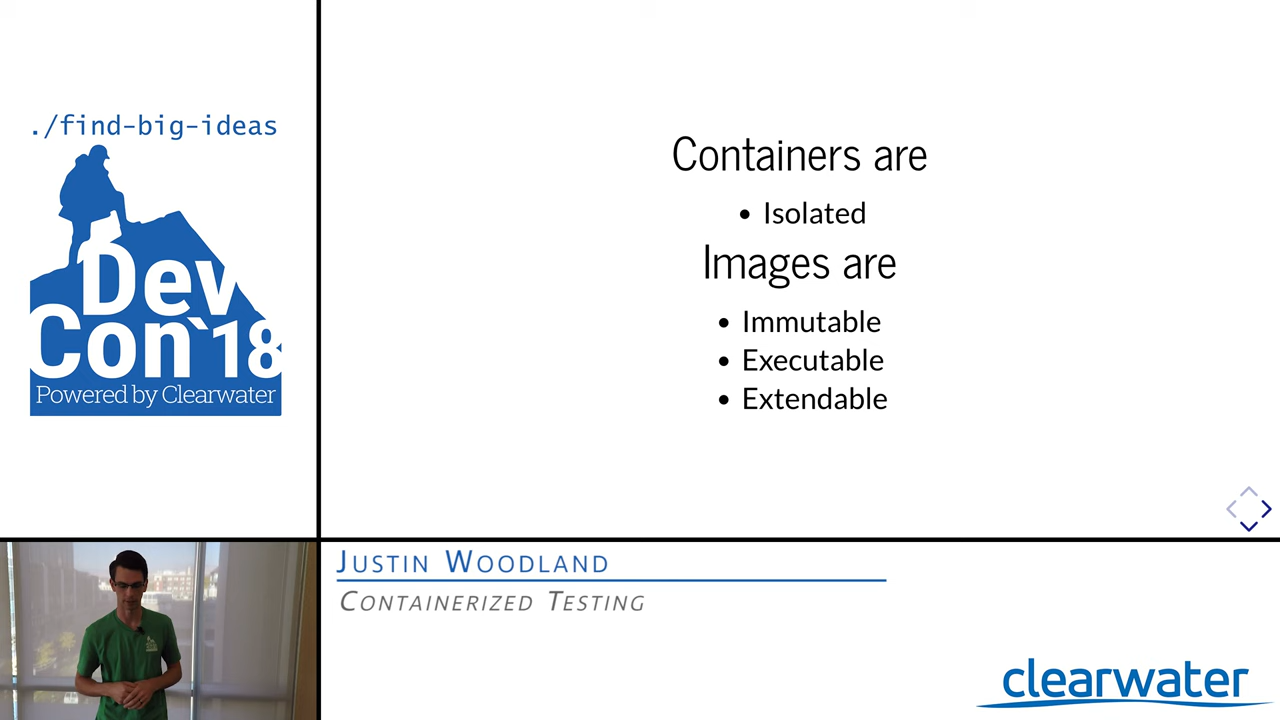 ./find-big-ideas
Dev
Con`18
Powered by Clearwater
Containers are
• Isolated
Images are
• Immutable
• Executable
• Extendable
Justin Woodland
Containerized Testing
clearwater